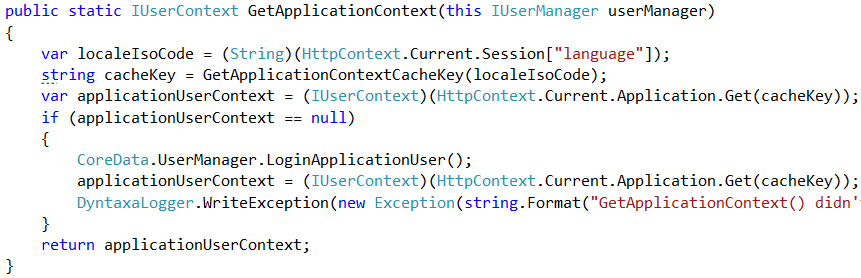 public static IUserContext GetApplicationContext(this IUserManager userManager)
{
    var localeIsoCode = (String)(HttpContext.Current.Session["language"]);
    string cacheKey = GetApplicationContextCacheKey(localeIsoCode);
    var applicationUserContext = (IUserContext)(HttpContext.Current.Application.Get(cacheKey));
    if (applicationUserContext == null)
    {
        CoreData.UserManager.LoginApplicationUser();
        applicationUserContext = (IUserContext)(HttpContext.Current.Application.Get(cacheKey));
        DyntaxaLogger.WriteException(new Exception(string.Format("GetApplicationContext() didn'
    }
    return applicationUserContext;
}